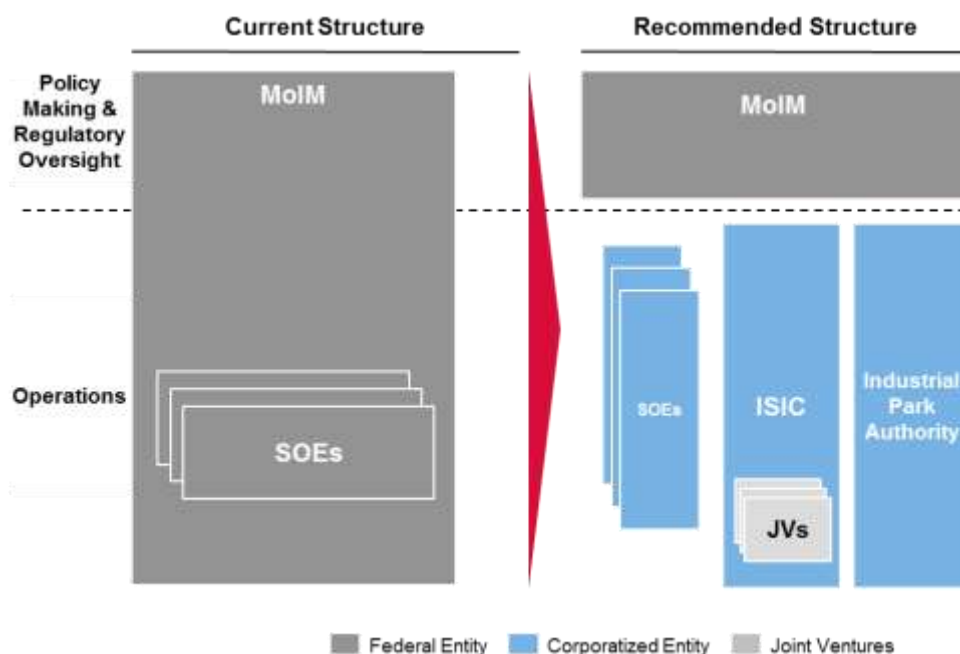 Current Structure
Recommended Structure
Policy
Making &
Regulatory
Oversight
MoIM
MoIM
Operations
SOEs
SOEs
ISIC
JVs
Industrial
Park
Authority
Federal Entity
Corporatized Entity
Joint Ventures